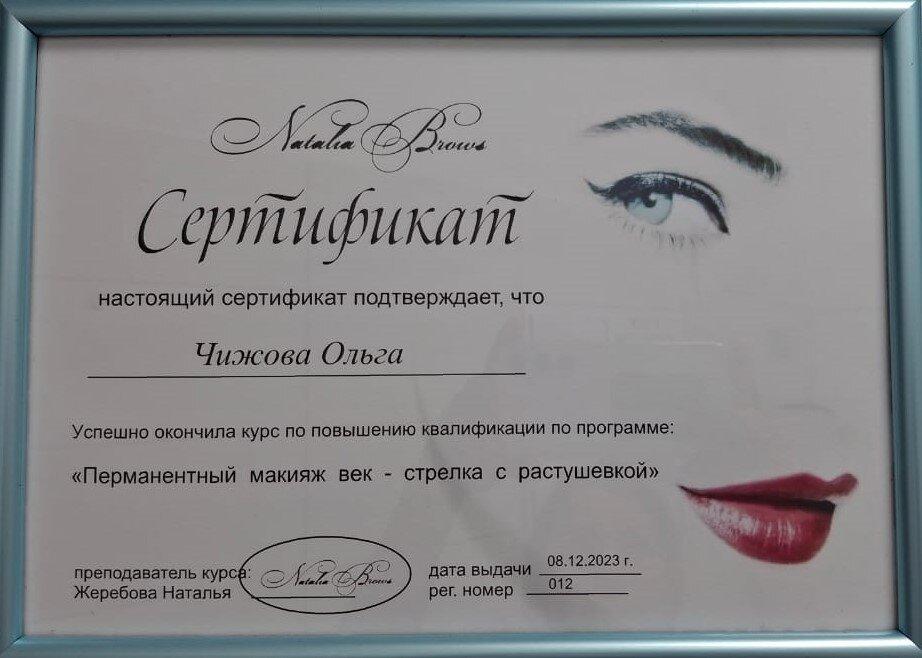 Natalia Brows
Сертификат
настоящий сертификат подтверждает, что
Чижова Ольга
Успешно окончила курс по повышению квалификации по программе:
«Перманентный макияж век - стрелка с растушевкой»
преподаватель курса:
Жеребова Наталья
Natalia Brows
дата выдачи 08.12.2023 г.
рег. номер 012